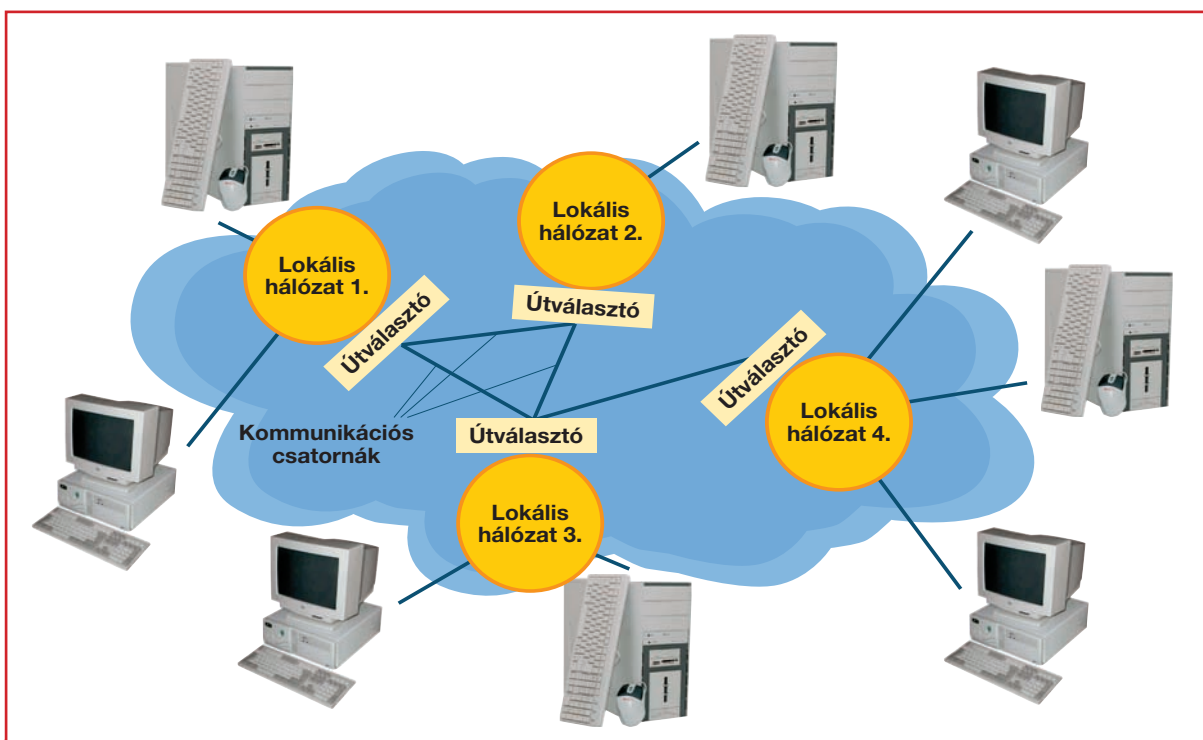 Lokális
hálózat 1.
Lokális
hálózat 2.
Útválasztó
Útválasztó
Útválasztó
Kommunikációs
csatornák
Útválasztó
Lokális
hálózat 4.
Lokális
hálózat 3.